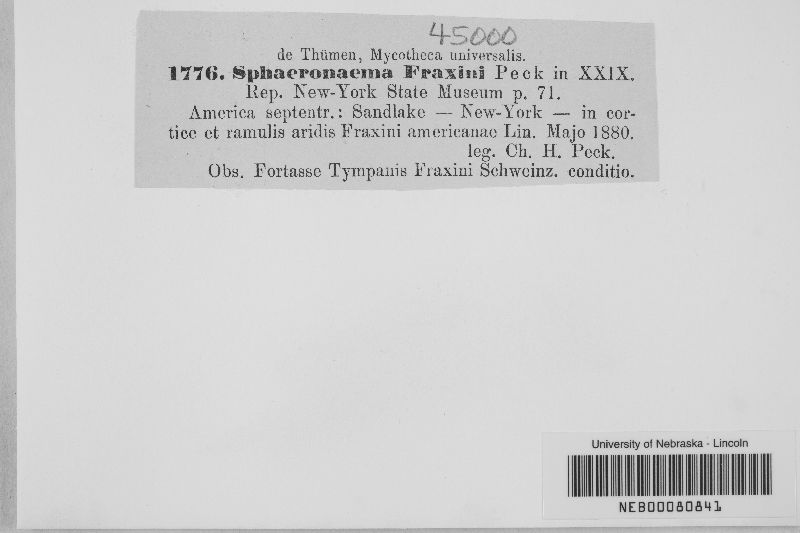 45000
de Thümen, Mycotheca universalis.
1776. Sphaeronaema Fraxini Peck in XXIX.
Rep. New-York State Museum p. 71.
America septentr.: Sandlake — New-York — in cor-
tice et ramulis aridis Fraxini americanae Lin. Majo 1880.
leg. Ch. H. Peck.
Obs. Fortasse Tympanis Fraxini Schweinz. conditio.
University of Nebraska - Lincoln
NEB00080841